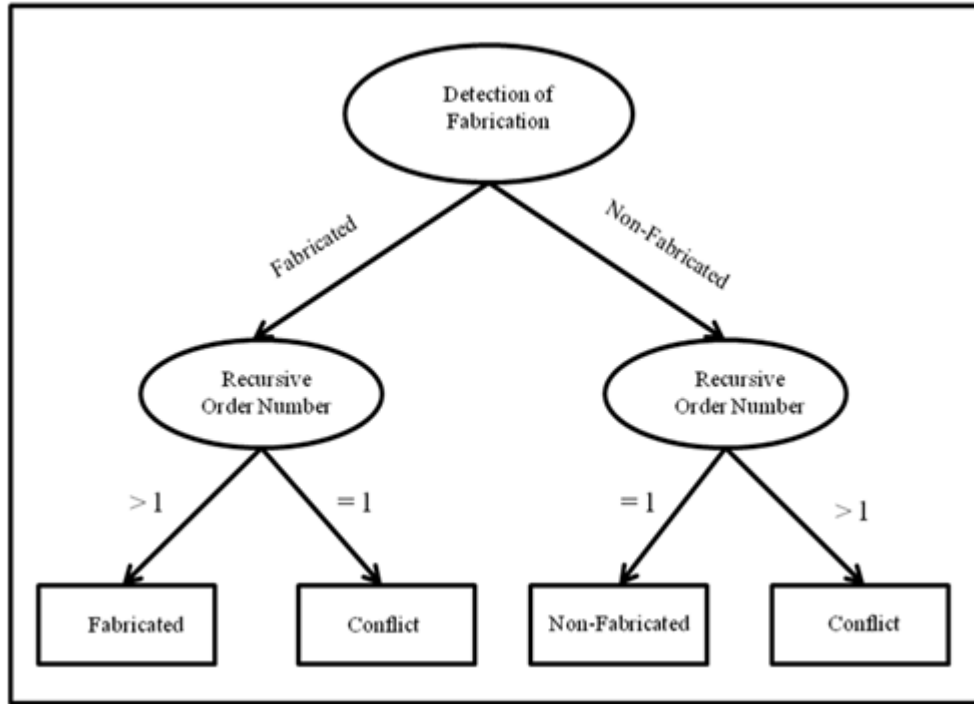 Detection of
Fabrication
Fabricated
Non-Fabricated
Recursive
Order Number
Recursive
Order Number
> 1
= 1
= 1
> 1
Fabricated
Conflict
Non-Fabricated
Conflict